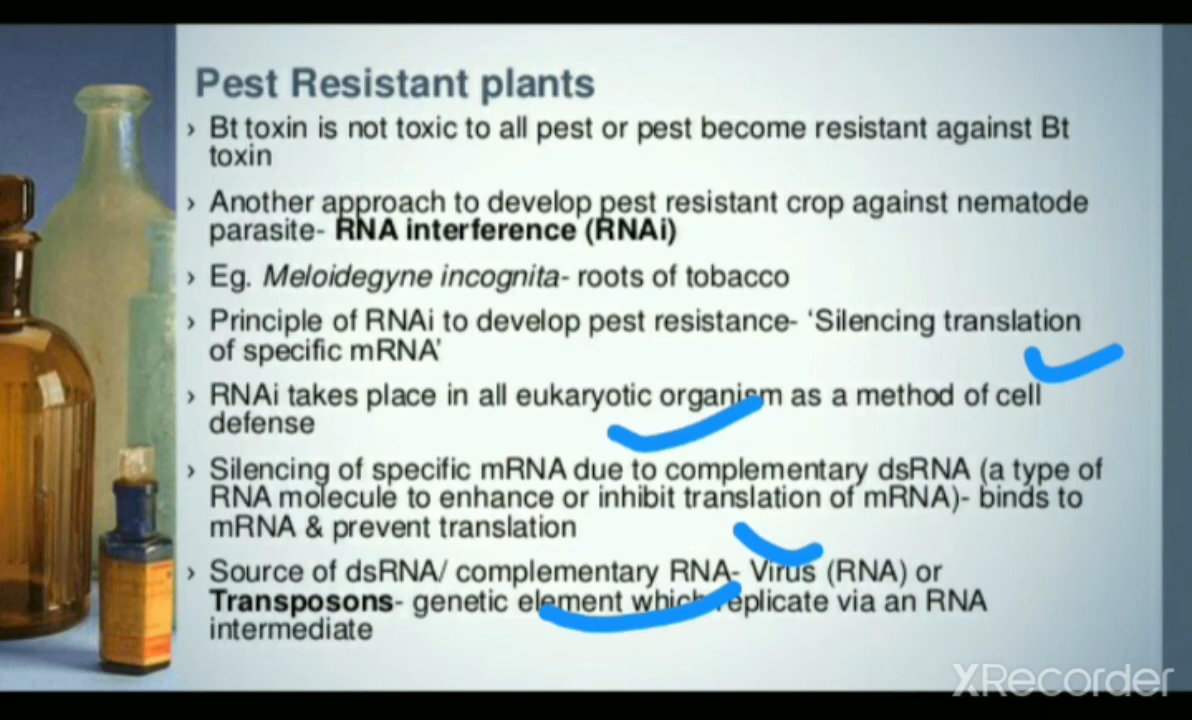 Pest Resistant plants
› Bt toxin is not toxic to all pest or pest become resistant against Bt
toxin
› Another approach to develop pest resistant crop against nematode
parasite- RNA interference (RNAi)
› Eg. Meloidegyne incognita- roots of tobacco
› Principle of RNAi to develop pest resistance- ‘Silencing translation
of specific mRNA’
› RNAi takes place in all eukaryotic organism as a method of cell
defense
› Silencing of specific mRNA due to complementary dsRNA (a type of
RNA molecule to enhance or inhibit translation of mRNA)- binds to
mRNA & prevent translation
› Source of dsRNA/ complementary RNA- Virus (RNA) or
Transposons- genetic element which replicate via an RNA
intermediate
XRecorder